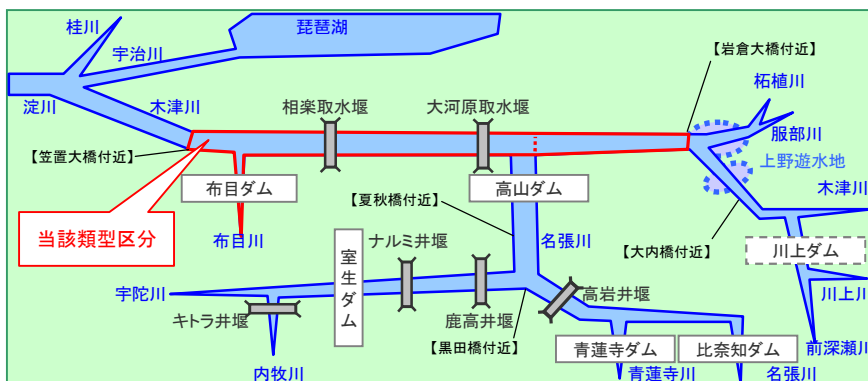 桂川
宇治川
琵琶湖
【岩倉大橋付近】
柘植川
淀川
木津川
相楽取水堰
大河原取水堰
服部川
【笠置大橋付近】
上野遊水地
布目ダム
高山ダム
木津川
【夏秋橋付近】
当該類型区分
布目川
室生ダム
ナルミ井堰
名張川
【大内橋付近】
川上ダム
宇陀川
高岩井堰
川上川
キトラ井堰
鹿高井堰
【黒田橋付近】
青蓮寺ダム
比奈知ダム
前深瀬川
内牧川
青蓮寺川
名張川